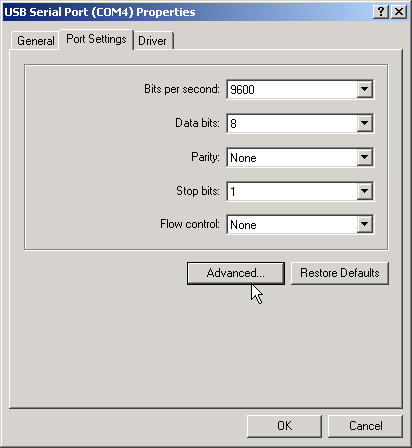 USB Serial Port (COM4) Properties
General Port Settings Driver
Bits per second: 9600
Data bits: 8
Parity: None
Stop bits: 1
Flow control: None
Advanced... Restore Defaults
OK Cancel